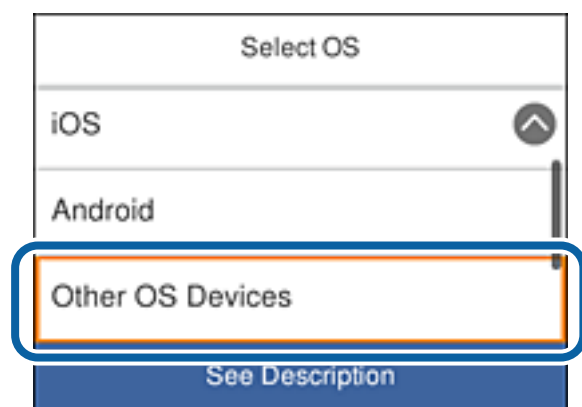 Select OS
iOS
Android
Other OS Devices
See Description